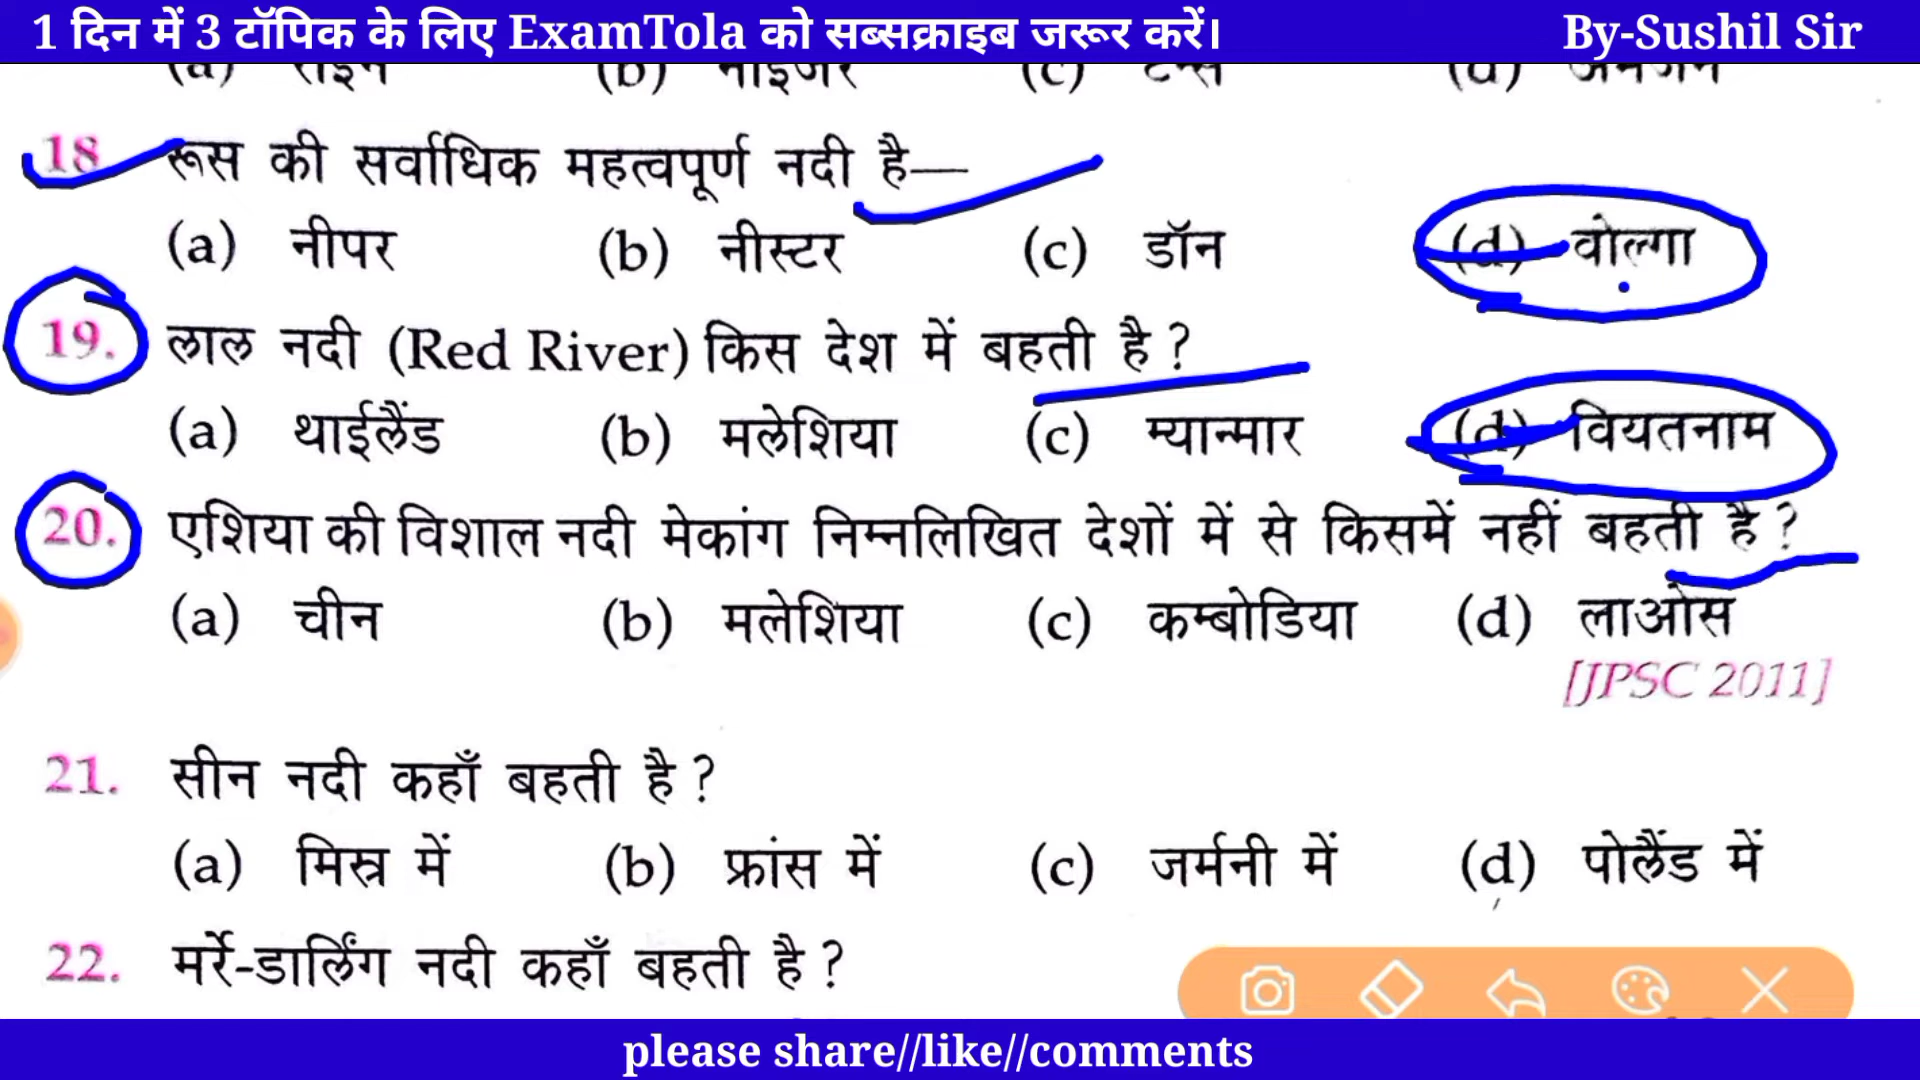 1 दिन में 3 टॉपिक के लिए ExamTola को सब्सक्राइब जरूर करें। By-Sushil Sir
(a) राइन (b) नाइजर (c) टेम्स (d)
18 रूस की सर्वाधिक महत्वपूर्ण नदी है—
(a) नीपर (b) नीस्टर (c) डॉन (d) वोल्गा
19. लाल नदी (Red River) किस देश में बहती है ?
(a) थाईलैंड (b) मलेशिया (c) म्यान्मार (d) वियतनाम
20. एशिया की विशाल नदी मेकांग निम्नलिखित देशों में से किसमें नहीं बहती है ?
(a) चीन (b) मलेशिया (c) कम्बोडिया (d) लाओस
[JPSC 2011]
21. सीन नदी कहाँ बहती है ?
(a) मिस्र में (b) फ्रांस में (c) जर्मनी में (d) पोलैंड में
22. मर्रे-डार्लिंग नदी कहाँ बहती है ?
please share//like//comments